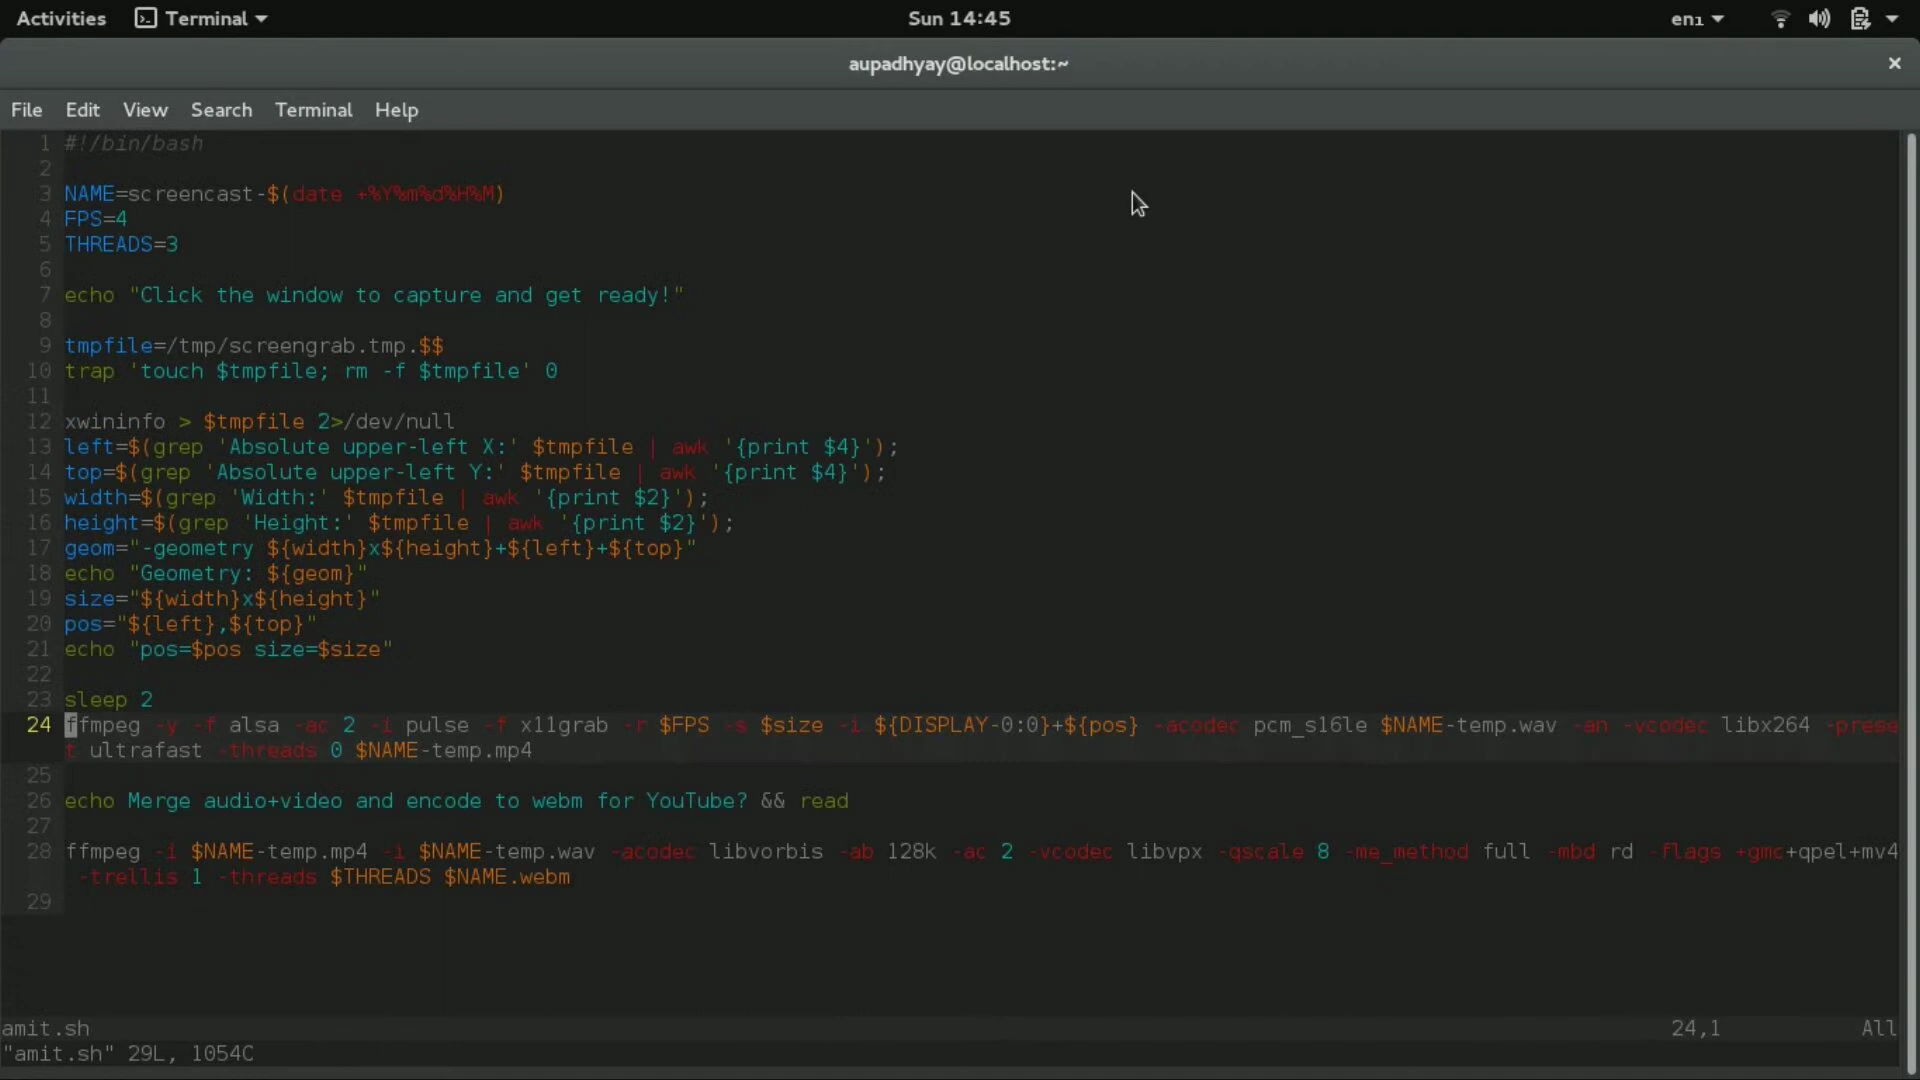 Activities Terminal Sun 14:45 en1
aupadhyay@localhost:~ ×
File Edit View Search Terminal Help
1 #!/bin/bash
2
3 NAME=screencast-$(date +%Y%m%d%H%M)
4 FPS=4
5 THREADS=3
6
7 echo "Click the window to capture and get ready!"
8
9 tmpfile=/tmp/screengrab.tmp.$$
10 trap 'touch $tmpfile; rm -f $tmpfile' 0
11
12 xwininfo > $tmpfile 2>/dev/null
13 left=$(grep 'Absolute upper-left X:' $tmpfile | awk '{print $4}');
14 top=$(grep 'Absolute upper-left Y:' $tmpfile | awk '{print $4}');
15 width=$(grep 'Width:' $tmpfile | awk '{print $2}');
16 height=$(grep 'Height:' $tmpfile | awk '{print $2}');
17 geom="-geometry ${width}x${height}+${left}+${top}"
18 echo "Geometry: ${geom}"
19 size="${width}x${height}"
20 pos="${left},${top}"
21 echo "pos=$pos size=$size"
22
23 sleep 2
24 ffmpeg -y -f alsa -ac 2 -i pulse -f x11grab -r $FPS -s $size -i ${DISPLAY-0:0}+${pos} -acodec pcm_s16le $NAME-temp.wav -an -vcodec libx264 -prese
t ultrafast -threads 0 $NAME-temp.mp4
25
26 echo Merge audio+video and encode to webm for YouTube? && read
27
28 ffmpeg -i $NAME-temp.mp4 -i $NAME-temp.wav -acodec libvorbis -ab 128k -ac 2 -vcodec libvpx -qscale 8 -me_method full -mbd rd -flags +gmc+qpel+mv4
-trellis 1 -threads $THREADS $NAME.webm
29
amit.sh 24,1 All
"amit.sh" 29L, 1054C